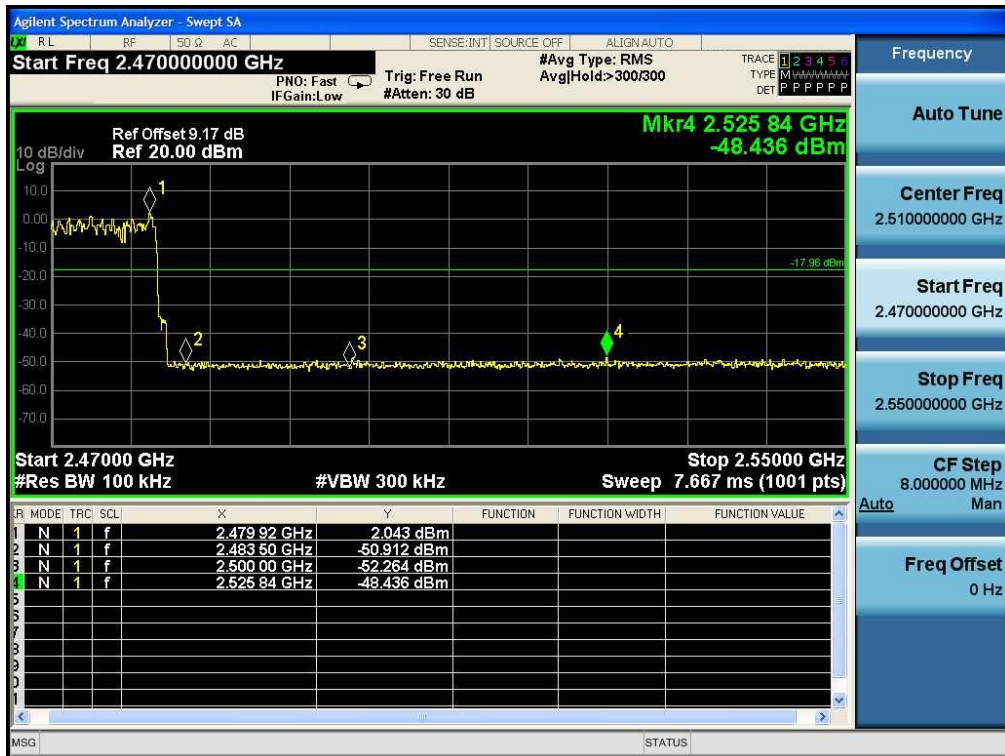 Agilent Spectrum Analyzer - Swept SA
LXI RL RF 50 Ω AC SENSE:INT SOURCE OFF ALIGN AUTO
Start Freq 2.470000000 GHz
PNO: Fast
IFGain:Low
Trig: Free Run
#Atten: 30 dB
#Avg Type: RMS
Avg|Hold:>300/300
TRACE 1 2 3 4 5 6
TYPE M
DET P P P P P P
Mkr4 2.525 84 GHz
-48.436 dBm
Ref Offset 9.17 dB
10 dB/div Ref 20.00 dBm
Log
10.0
0.00
-10.0
-20.0
-30.0
-40.0
-50.0
-60.0
-70.0
1
2
3
4
-17.96 dBm
Start 2.47000 GHz Stop 2.55000 GHz
#Res BW 100 kHz #VBW 300 kHz Sweep 7.667 ms (1001 pts)
MODE TRC SCL X Y FUNCTION FUNCTION WIDTH FUNCTION VALUE
1 N 1 f 2.479 92 GHz 2.043 dBm
2 N 1 f 2.483 50 GHz -50.912 dBm
3 N 1 f 2.500 00 GHz -52.264 dBm
4 N 1 f 2.525 84 GHz -48.436 dBm
5
6
7
8
9
MSG STATUS
Frequency
Auto Tune
Center Freq
2.510000000 GHz
Start Freq
2.470000000 GHz
Stop Freq
2.550000000 GHz
CF Step
8.000000 MHz
Auto Man
Freq Offset
0 Hz